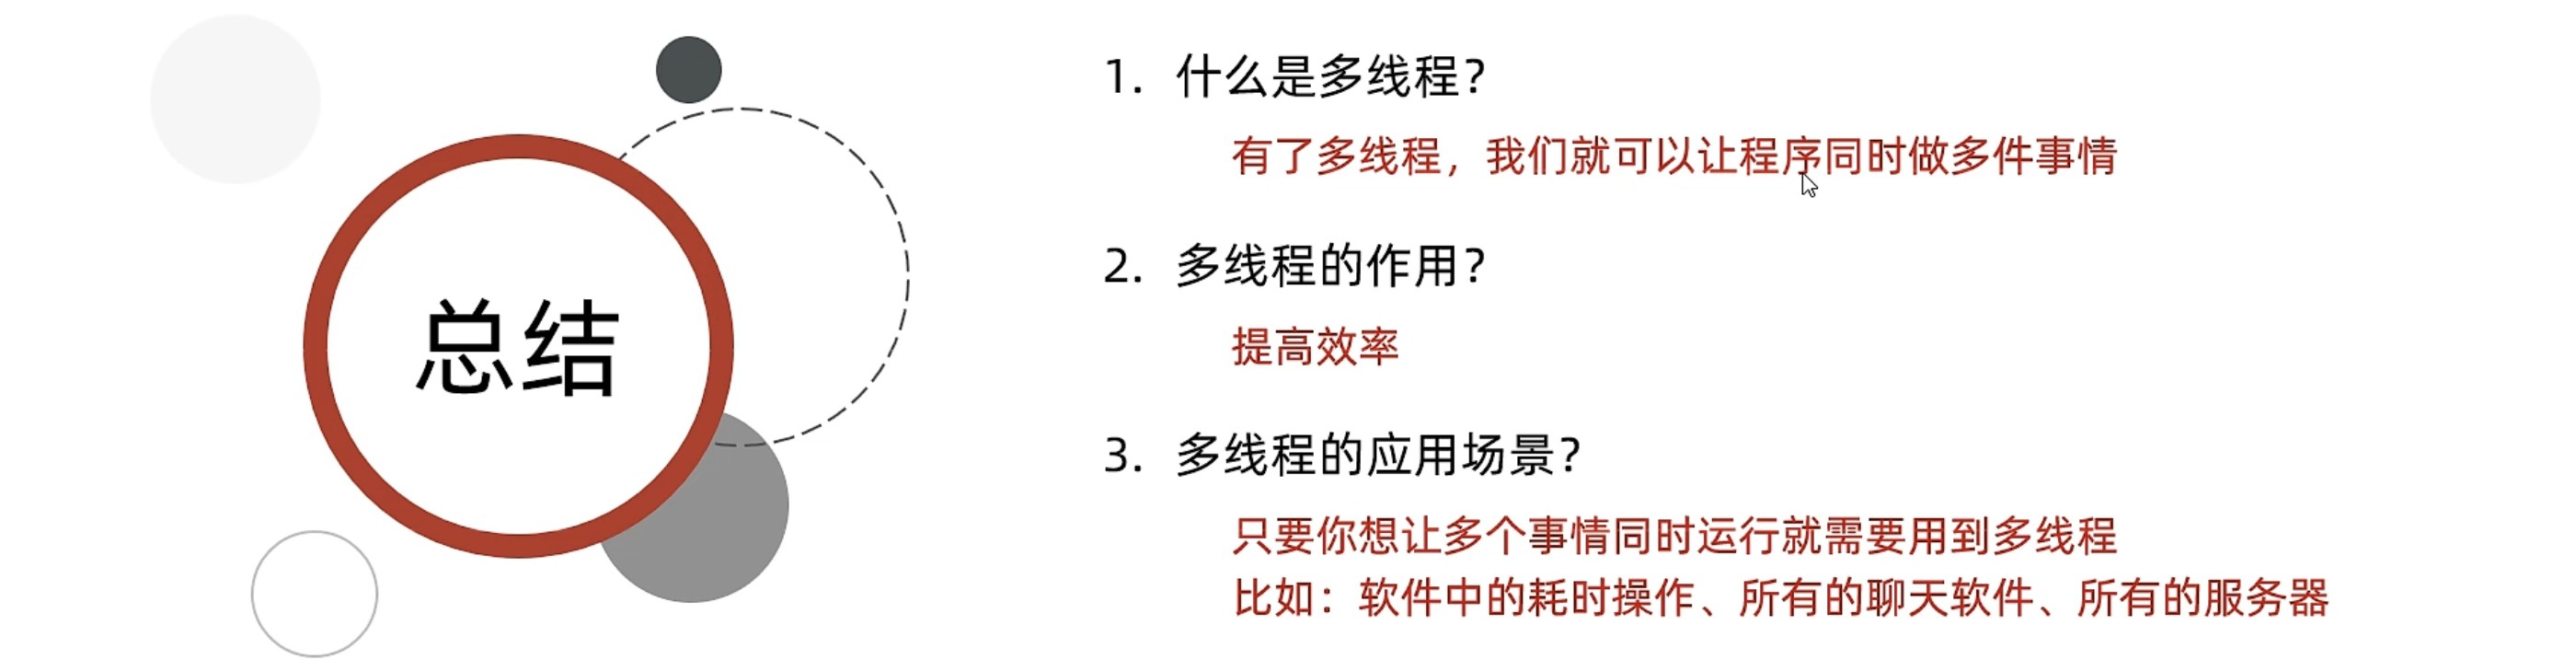 总结
1. 什么是多线程？
有了多线程，我们就可以让程序同时做多件事情
2. 多线程的作用？
提高效率
3. 多线程的应用场景？
只要你想让多个事情同时运行就需要用到多线程
比如：软件中的耗时操作、所有的聊天软件、所有的服务器